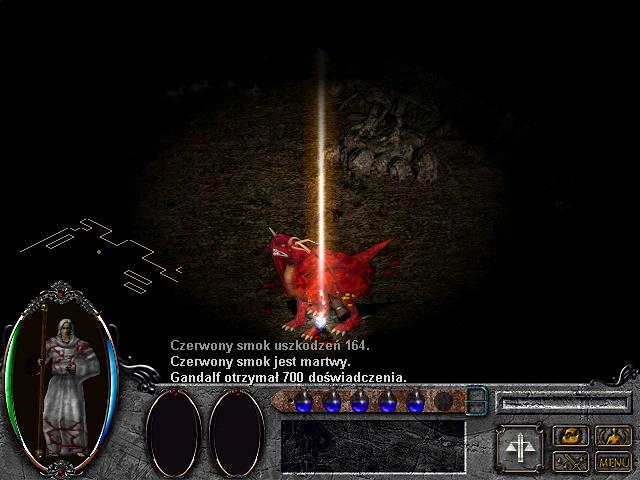 Czerwony smok uszkodzeń 164.
Czerwony smok jest martwy.
Gandalf otrzymał 700 doświadczenia.
MENU